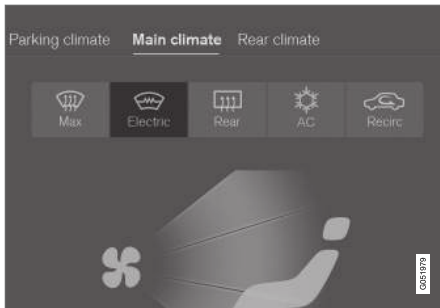 Parking climate Main climate Rear climate
Max Electric Rear AC Recirc
G051979